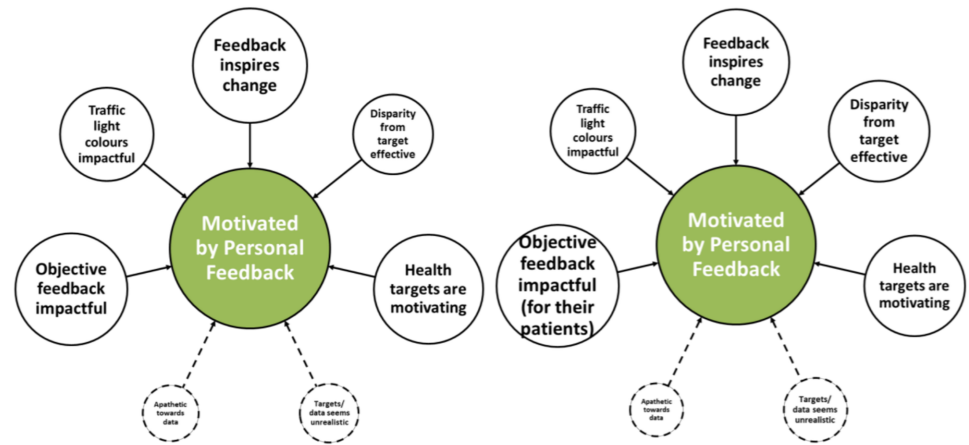 Feedback
inspires
change
Traffic
light
colours
impactful
Disparity
from
target
effective
Motivated
by Personal
Feedback
Objective
feedback
impactful
Health
targets are
motivating
Apathetic
towards
data
Targets/
data seems
unrealistic
Feedback
inspires
change
Traffic
light
colours
impactful
Disparity
from
target
effective
Motivated
by Personal
Feedback
Objective
feedback
impactful
(for their
patients)
Health
targets are
motivating
Apathetic
towards
data
Targets/
data seems
unrealistic